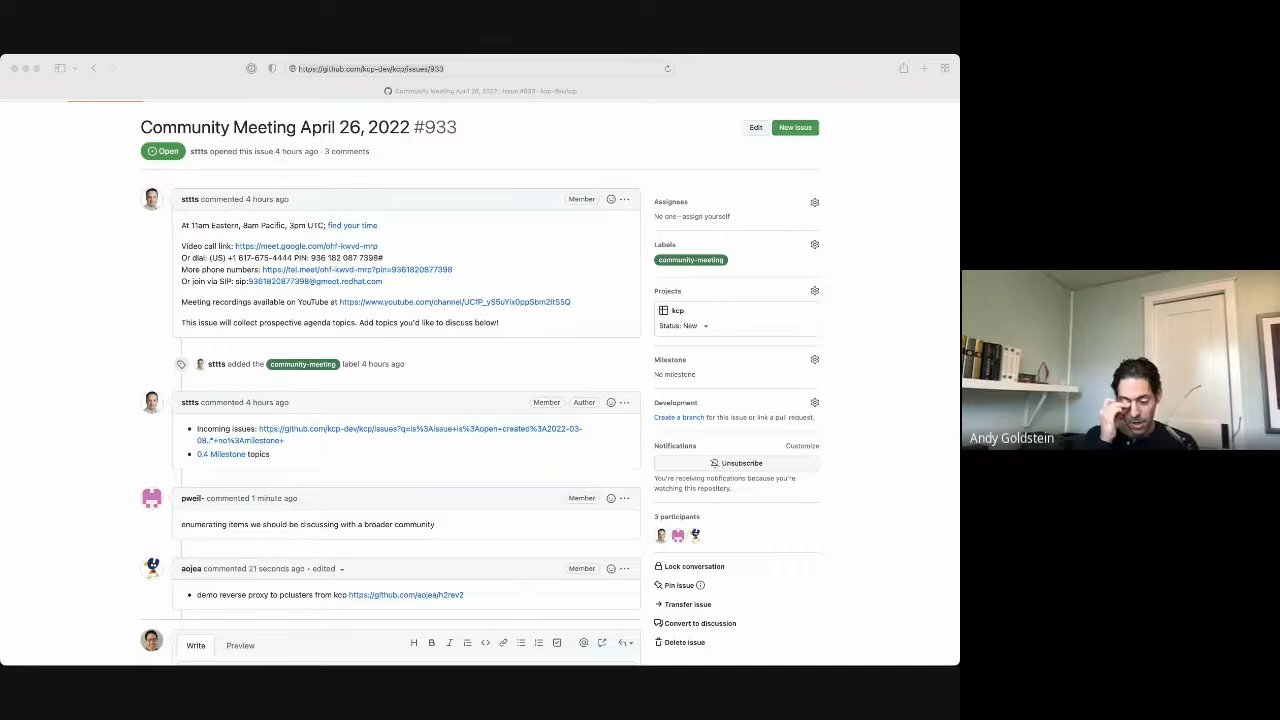 https://github.com/kcp-dev/kcp/issues/933
Community Meeting April 26, 2022 · Issue #933 · kcp-dev/kcp
Community Meeting April 26, 2022 #933
Edit
New issue
Open
sttts opened this issue 4 hours ago · 3 comments
sttts commented 4 hours ago
Member
At 11am Eastern, 8am Pacific, 3pm UTC; find your time
Video call link: https://meet.google.com/ohf-kwvd-mrp
Or dial: (US) +1 617-675-4444 PIN: 936 182 087 7398#
More phone numbers: https://tel.meet/ohf-kwvd-mrp?pin=9361820877398
Or join via SIP: sip:9361820877398@gmeet.redhat.com
Meeting recordings available on YouTube at https://www.youtube.com/channel/UCfP_yS5uYix0ppSbm2ltS5Q
This issue will collect prospective agenda topics. Add topics you'd like to discuss below!
sttts added the community-meeting label 4 hours ago
sttts commented 4 hours ago
Member
Author
Incoming issues: https://github.com/kcp-dev/kcp/issues?q=is%3Aissue+is%3Aopen+created%3A2022-03-
08..*+no%3Amilestone+
0.4 Milestone topics
pweil- commented 1 minute ago
Member
enumerating items we should be discussing with a broader community
aojea commented 21 seconds ago · edited
Member
demo reverse proxy to pclusters from kcp https://github.com/aojea/h2rev2
Write
Preview
Assignees
No one—assign yourself
Labels
community-meeting
Projects
kcp
Status: New
Milestone
No milestone
Development
Create a branch for this issue or link a pull request.
Notifications
Customize
Unsubscribe
You're receiving notifications because you're
watching this repository.
3 participants
Lock conversation
Pin issue
Transfer issue
Convert to discussion
Delete issue
Andy Goldstein